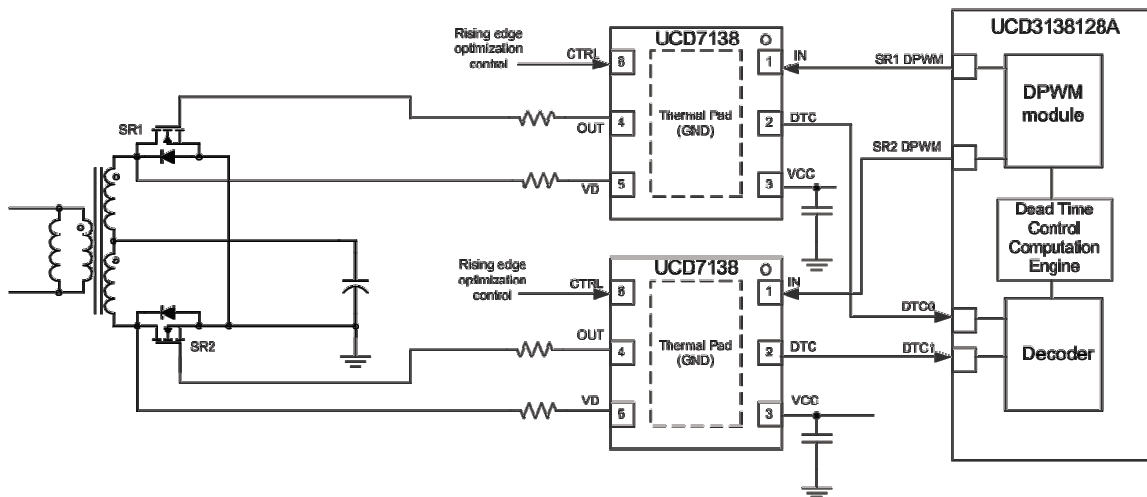 Rising edge
optimization
control
CTRL
UCD7138
6
1
IN
SR1 DPWM
UCD3138128A
DPWM
module
SR1
OUT
4
Thermal Pad
(GND)
2
DTC
SR2 DPWM
VD
5
3
VCC
Dead Time
Control
Computation
Engine
Rising edge
optimization
control
CTRL
UCD7138
6
1
IN
DTC0
SR2
OUT
4
Thermal Pad
(GND)
2
DTC
DTC1
Decoder
VD
5
3
VCC